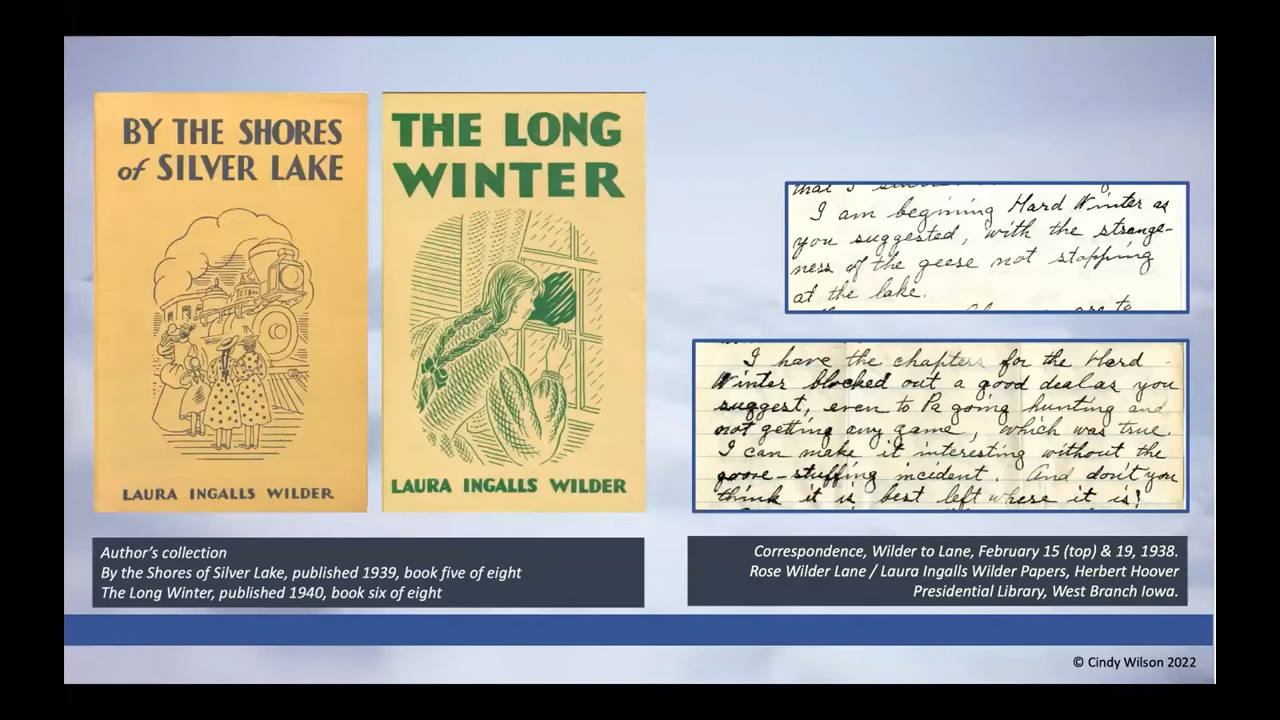 BY THE SHORES
of SILVER LAKE
LAURA INGALLS WILDER
THE LONG
WINTER
LAURA INGALLS WILDER
I am begining Hard Winter as
you suggested, with the strange-
ness of the geese not stopping
at the lake.
I have the chapters for the Hard
Winter blocked out a good deal as you
suggest, even to Pa going hunting and
not getting any game, which was true.
I can make it interesting without the
goose-stuffing incident. And don't you
think it is best left where it is!
Author's collection
By the Shores of Silver Lake, published 1939, book five of eight
The Long Winter, published 1940, book six of eight
Correspondence, Wilder to Lane, February 15 (top) & 19, 1938.
Rose Wilder Lane / Laura Ingalls Wilder Papers, Herbert Hoover
Presidential Library, West Branch Iowa.
© Cindy Wilson 2022